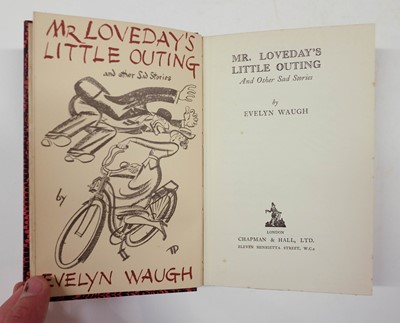 MR LOVEDAY'S
LITTLE OUTING
and other Sad Stories
by
EVELYN WAUGH
MR. LOVEDAY'S
LITTLE OUTING
And Other Sad Stories
by
EVELYN WAUGH
LONDON
CHAPMAN & HALL, LTD.
ELEVEN HENRIETTA STREET, W.C.2